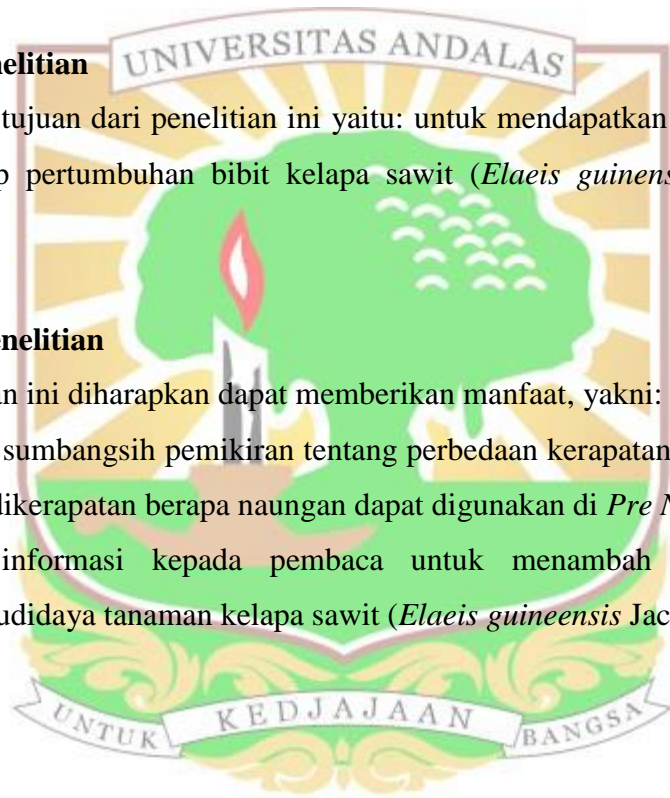 UNIVERSITAS ANDALAS
nelitian
tujuan dari penelitian ini yaitu: untuk mendapatkan
p pertumbuhan bibit kelapa sawit (Elaeis guinens
enelitian
an ini diharapkan dapat memberikan manfaat, yakni:
sumbangsih pemikiran tentang perbedaan kerapatan
dikerapatan berapa naungan dapat digunakan di Pre N
informasi kepada pembaca untuk menambah
udidaya tanaman kelapa sawit (Elaeis guineensis Jac
UNTUK KEDJAJAAN BANGSA